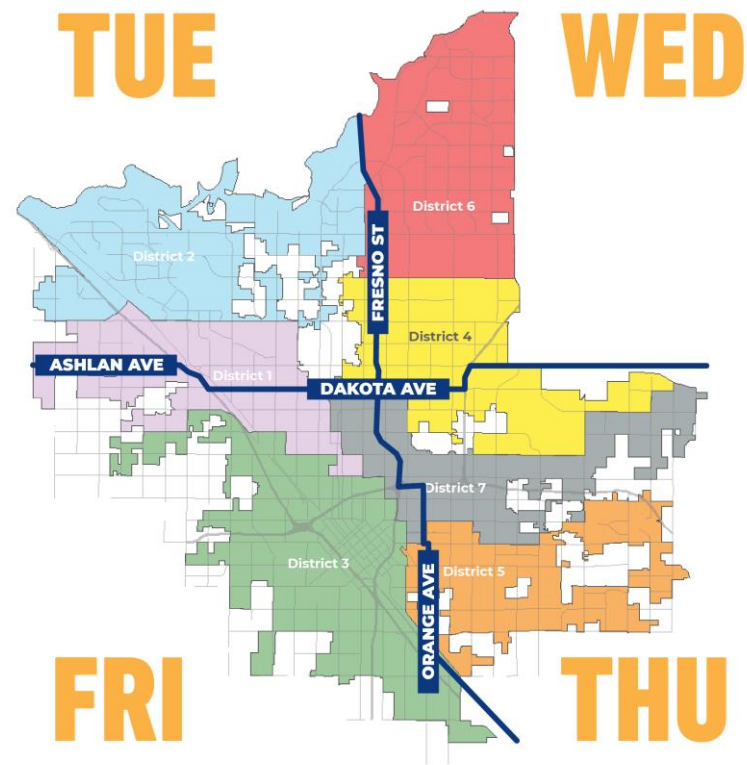 TUE
WED
District 6
District 2
FRESNO ST
District 4
ASHLAN AVE
District 1
DAKOTA AVE
District 7
District 3
District 5
ORANGE AVE
FRI
THU